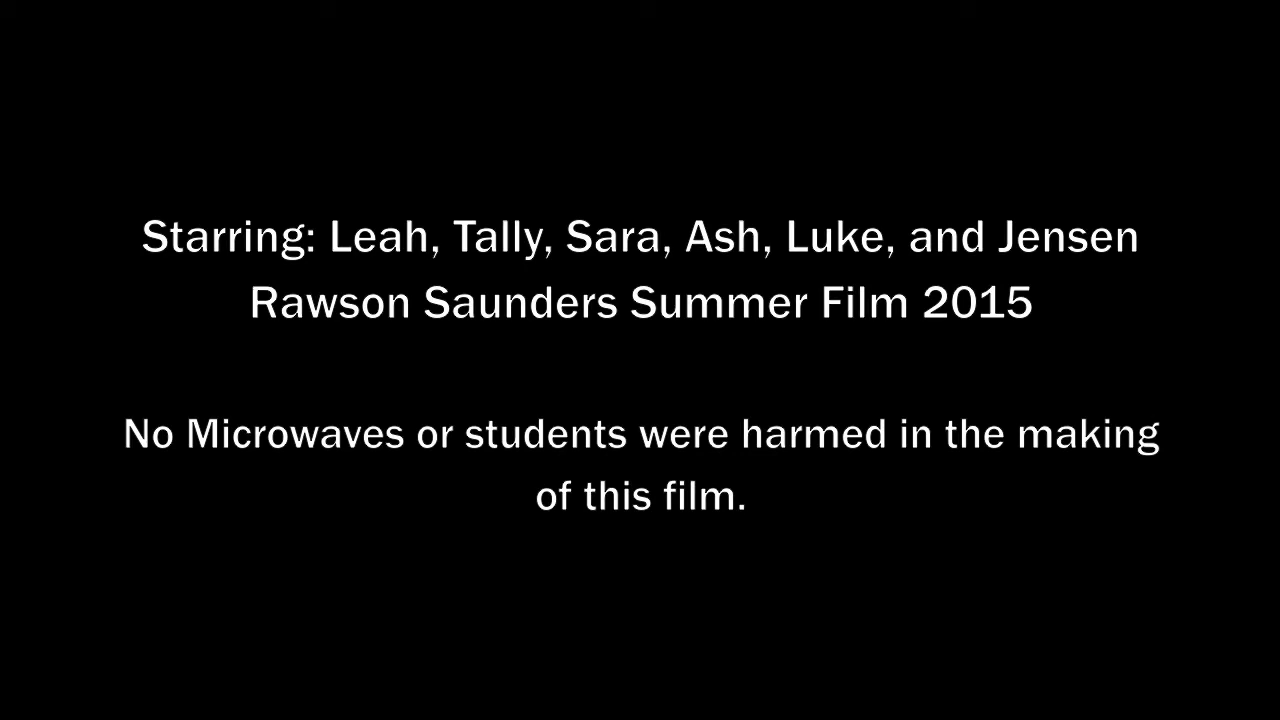 Starring: Leah, Tally, Sara, Ash, Luke, and Jensen
Rawson Saunders Summer Film 2015
No Microwaves or students were harmed in the making
of this film.